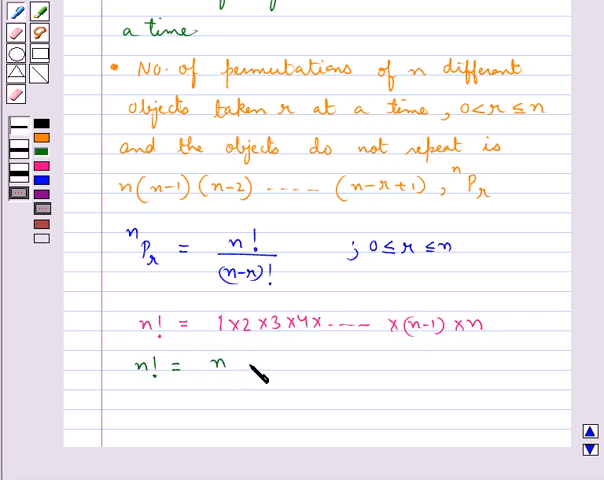 a time.
• No. of permutations of n different
objects taken r at a time, 0<r≤n
and the objects do not repeat is
n(n-1)(n-2) ------ (n-r+1), ⁿPᵣ
ⁿPᵣ = n!/(n-r)! ; 0≤r≤n
n! = 1×2×3×4×. ---- ×(n-1)×n
n! = n